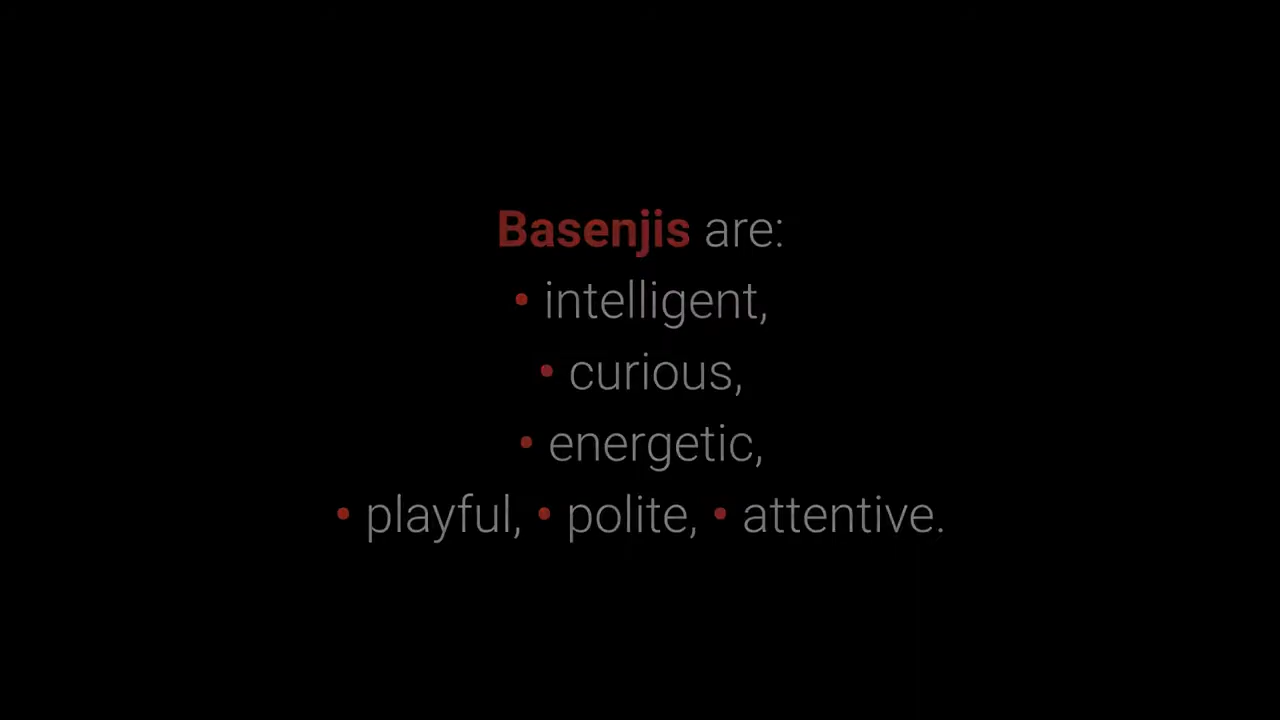 Basenjis are:
• intelligent,
• curious,
• energetic,
• playful, • polite, • attentive.